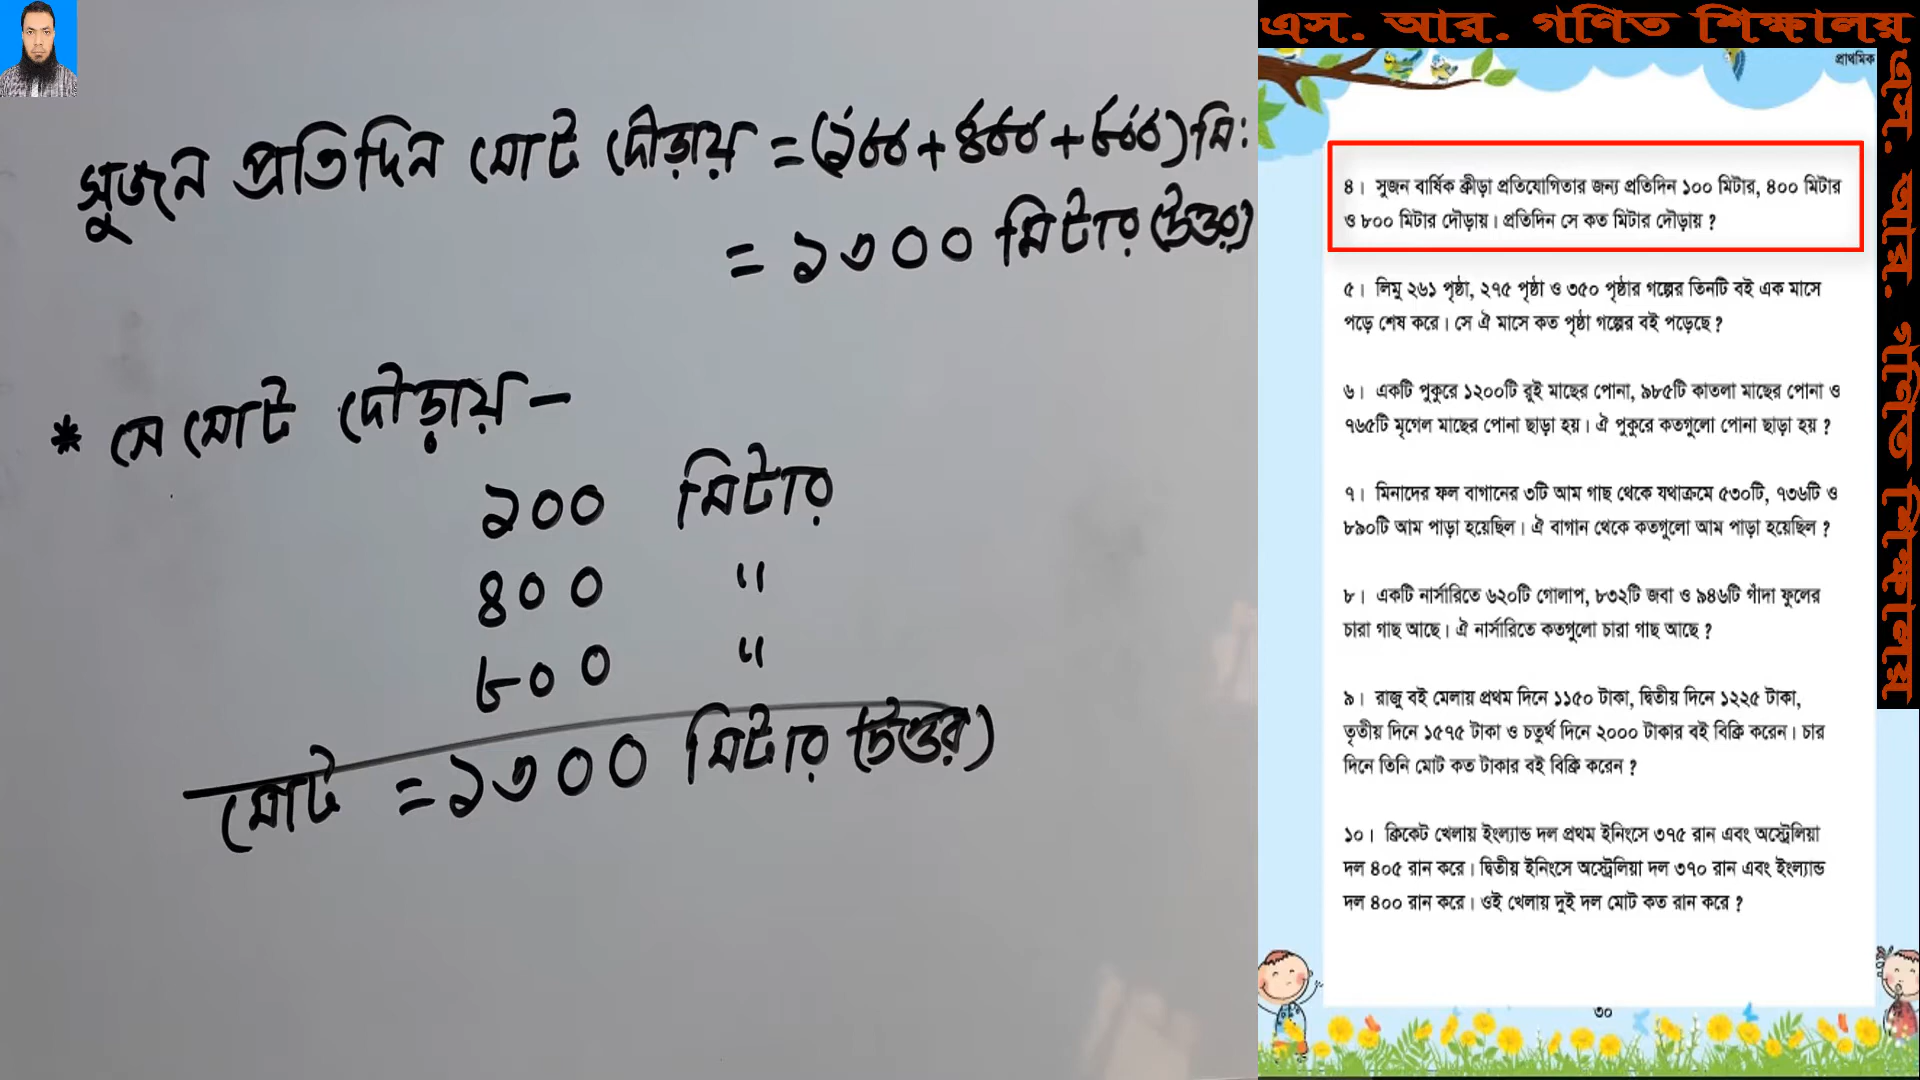 সুজন প্রতিদিন মোট দৌড়ায় = (১০০ + ৪০০ + ৮০০) মি:
= ১৩০০ মিটার (উত্তর)
* সে মোট দৌড়ায় -
১০০ মিটার
৪০০ "
৮০০ "
মোট = ১৩০০ মিটার (উত্তর)
এস. আর. গণিত শিক্ষালয়
প্রাথমিক
৪। সুজন বার্ষিক ক্রীড়া প্রতিযোগিতার জন্য প্রতিদিন ১০০ মিটার, ৪০০ মিটার
ও ৮০০ মিটার দৌড়ায়। প্রতিদিন সে কত মিটার দৌড়ায় ?
৫। লিমু ২৬১ পৃষ্ঠা, ২৭৫ পৃষ্ঠা ও ৩৫০ পৃষ্ঠার গল্পের তিনটি বই এক মাসে
পড়ে শেষ করে। সে ঐ মাসে কত পৃষ্ঠা গল্পের বই পড়েছে ?
৬। একটি পুকুরে ১২০০টি রুই মাছের পোনা, ৯৮৫টি কাতলা মাছের পোনা ও
৭৬৫টি মৃগেল মাছের পোনা ছাড়া হয়। ঐ পুকুরে কতগুলো পোনা ছাড়া হয় ?
৭। মিনাদের ফল বাগানের ৩টি আম গাছ থেকে যথাক্রমে ৫৩০টি, ৭৩৬টি ও
৮৯০টি আম পাড়া হয়েছিল। ঐ বাগান থেকে কতগুলো আম পাড়া হয়েছিল ?
৮। একটি নার্সারিতে ৬২০টি গোলাপ, ৮৩২টি জবা ও ৯৪৬টি গাঁদা ফুলের
চারা গাছ আছে। ঐ নার্সারিতে কতগুলো চারা গাছ আছে ?
৯। রাজু বই মেলায় প্রথম দিনে ১১৫০ টাকা, দ্বিতীয় দিনে ১২২৫ টাকা,
তৃতীয় দিনে ১৫৭৫ টাকা ও চতুর্থ দিনে ২০০০ টাকার বই বিক্রি করেন। চার
দিনে তিনি মোট কত টাকার বই বিক্রি করেন ?
১০। ক্রিকেট খেলায় ইংল্যান্ড দল প্রথম ইনিংসে ৩৭৫ রান এবং অস্ট্রেলিয়া
দল ৪০৫ রান করে। দ্বিতীয় ইনিংসে অস্ট্রেলিয়া দল ৩৭০ রান এবং ইংল্যান্ড
দল ৪০০ রান করে। ওই খেলায় দুই দল মোট কত রান করে ?
৩০
এস. আর. গণিত শিক্ষালয়